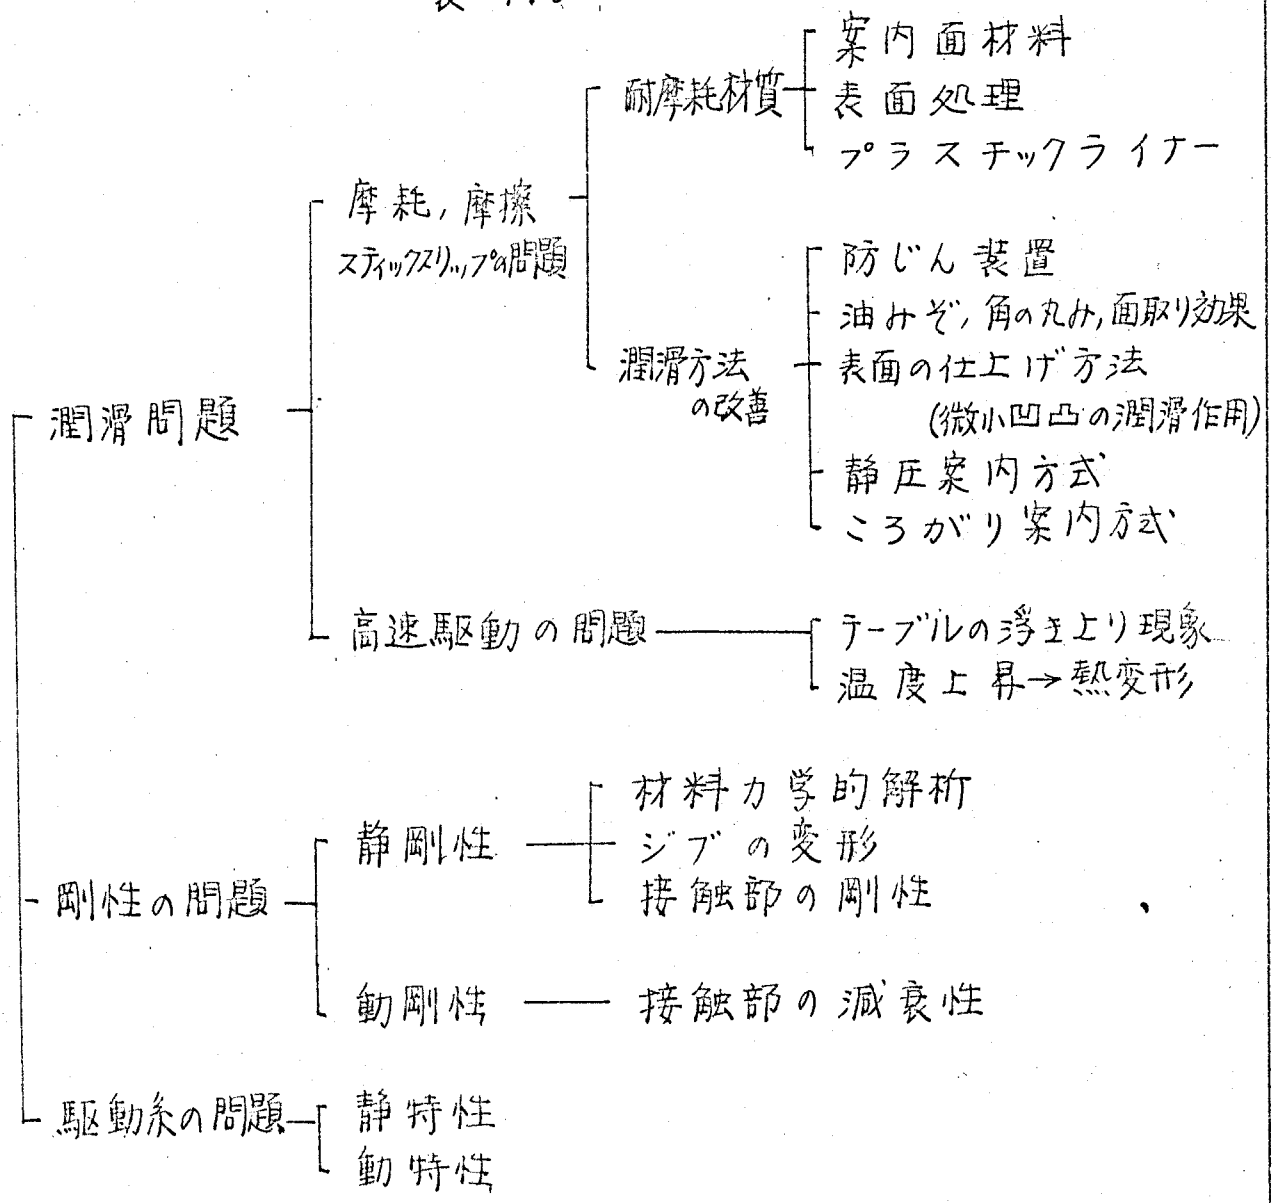 案内面材料
耐摩耗材質
表面処理
プラスチックライナー
摩耗,摩擦
スティックスリップの問題
防じん装置
油みぞ,角の丸み,面取り効果
潤滑方法
の改善
表面の仕上げ方法
(微小凹凸の潤滑作用)
潤滑問題
静圧案内方式
ころがり案内方式
高速駆動の問題
テーブルの浮き上り現象
温度上昇→熱変形
材料力学的解析
静剛性
ジブの変形
接触部の剛性
剛性の問題
動剛性
接触部の減衰性
駆動系の問題
静特性
動特性